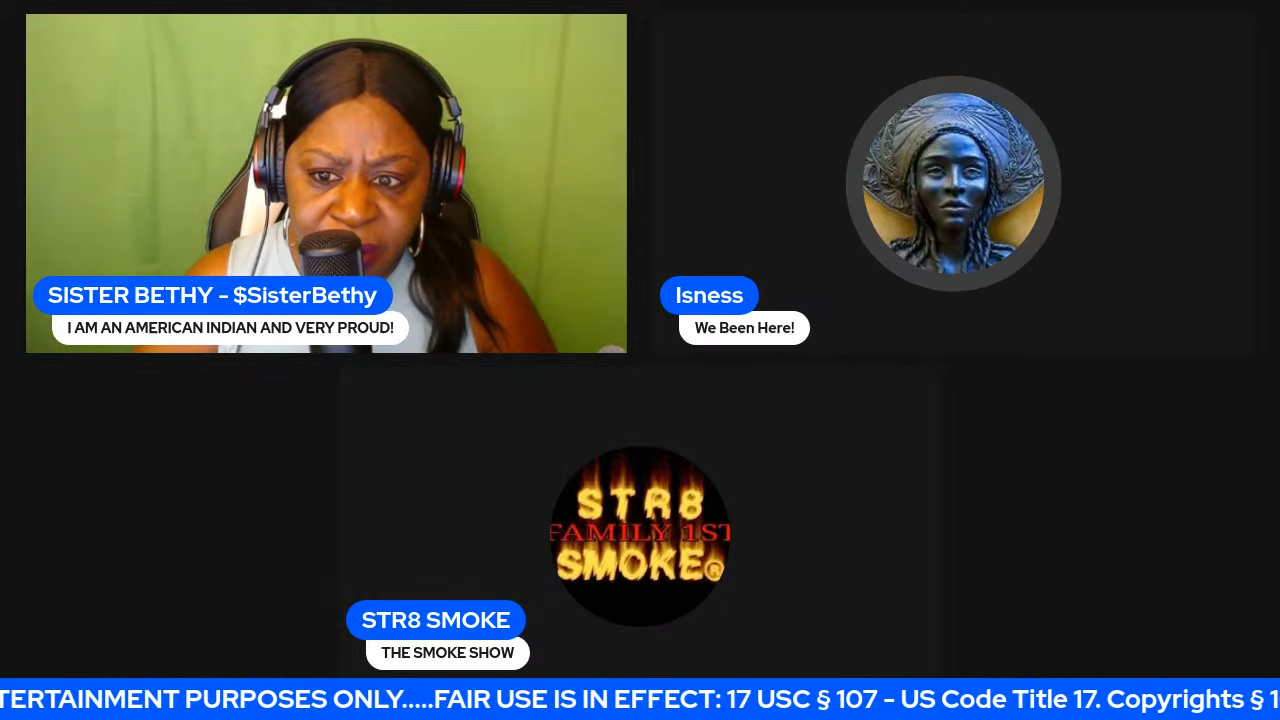 SISTER BETHY - $SisterBethy
I AM AN AMERICAN INDIAN AND VERY PROUD!
Isness
We Been Here!
STR8
FAMILY 1ST
SMOKE®
STR8 SMOKE
THE SMOKE SHOW
TERTAINMENT PURPOSES ONLY.....FAIR USE IS IN EFFECT: 17 USC § 107 - US Code Title 17. Copyrights § 1